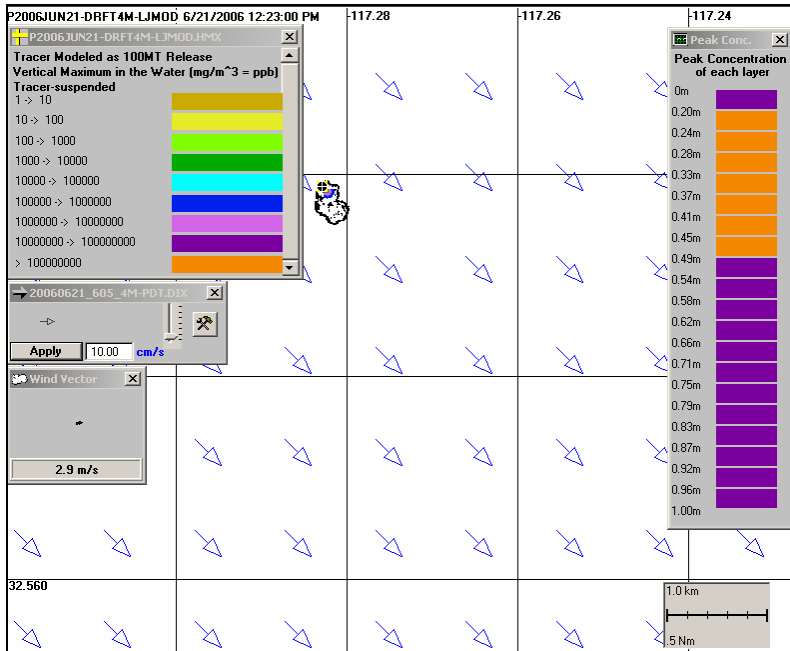 P2006JUN21-DRFT4M-LJMOD 6/21/2006 12:23:00 PM
-117.28
-117.26
-117.24
P2006JUN21-DRFT4M-LJMOD.HMX
Tracer Modeled as 100MT Release
Vertical Maximum in the Water (mg/m^3 = ppb)
Tracer-suspended
1 -> 10
10 -> 100
100 -> 1000
1000 -> 10000
10000 -> 100000
100000 -> 1000000
1000000 -> 10000000
10000000 -> 100000000
> 100000000
20060621_605_4M-PDT.DIX
Apply
10.00
cm/s
Wind Vector
2.9 m/s
Peak Conc.
Peak Concentration
of each layer
0m
0.20m
0.24m
0.28m
0.33m
0.37m
0.41m
0.45m
0.49m
0.54m
0.58m
0.62m
0.66m
0.71m
0.75m
0.79m
0.83m
0.87m
0.92m
0.96m
1.00m
32.560
1.0 km
.5 Nm